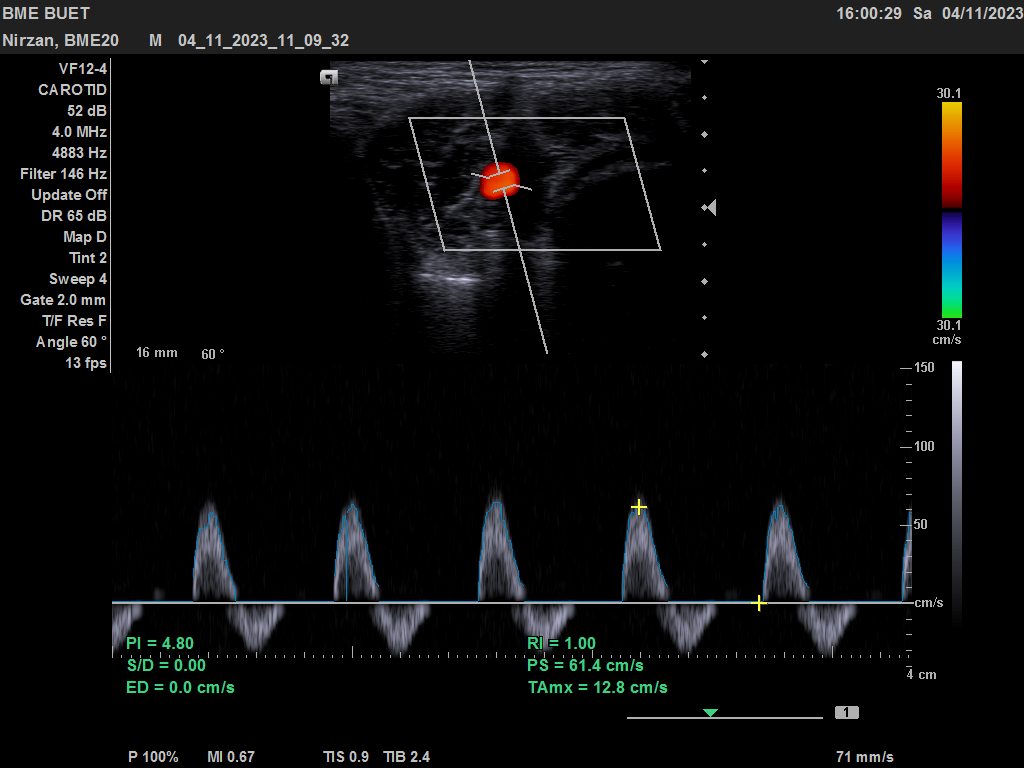 BME BUET 16:00:29 Sa 04/11/2023
Nirzan, BME20 M 04_11_2023_11_09_32
VF12-4
CAROTID
52 dB
4.0 MHz
4883 Hz
Filter 146 Hz
Update Off
DR 65 dB
Map D
Tint 2
Sweep 4
Gate 2.0 mm
T/F Res F
Angle 60 °
13 fps
16 mm 60 °
30.1
30.1
cm/s
150
100
50
cm/s
4 cm
PI = 4.80
S/D = 0.00
ED = 0.0 cm/s
RI = 1.00
PS = 61.4 cm/s
TAmx = 12.8 cm/s
1
P 100% MI 0.67 TIS 0.9 TIB 2.4 71 mm/s